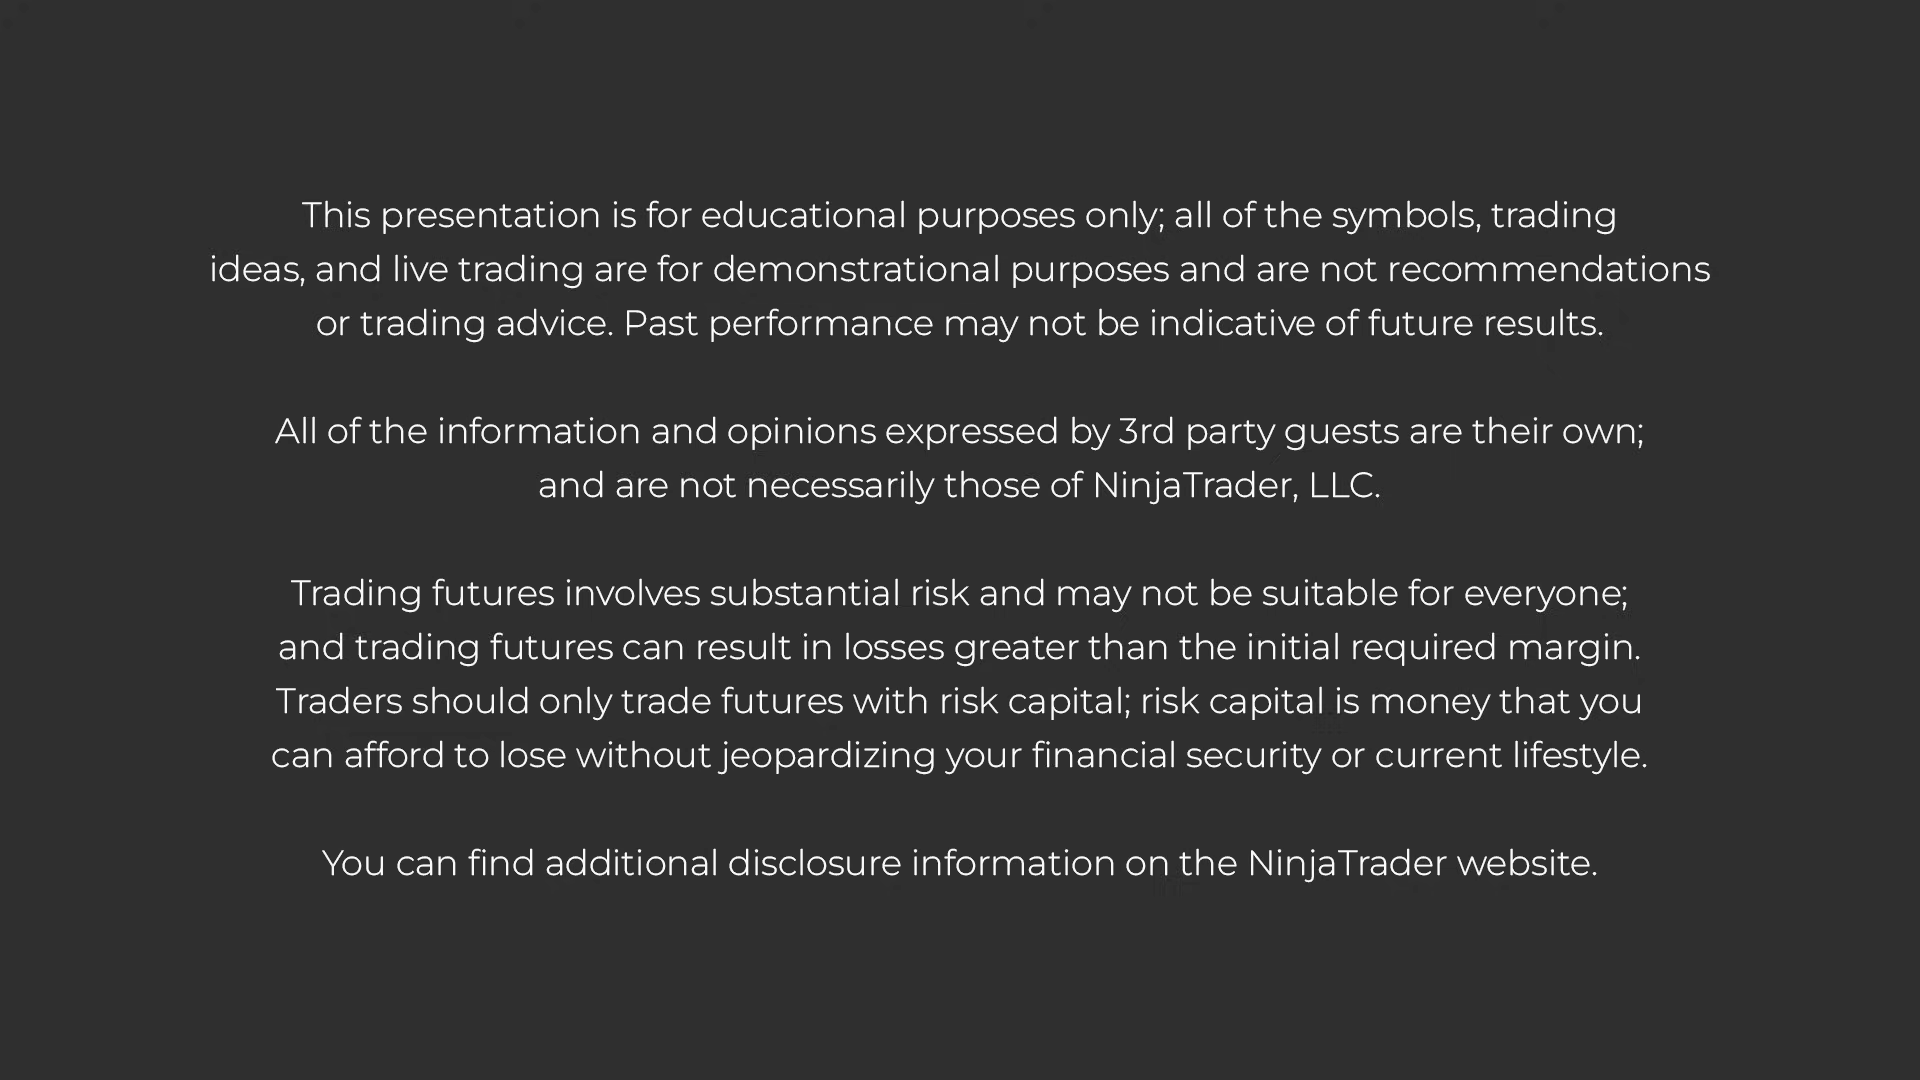 This presentation is for educational purposes only; all of the symbols, trading
ideas, and live trading are for demonstrational purposes and are not recommendations
or trading advice. Past performance may not be indicative of future results.
All of the information and opinions expressed by 3rd party guests are their own;
and are not necessarily those of NinjaTrader, LLC.
Trading futures involves substantial risk and may not be suitable for everyone;
and trading futures can result in losses greater than the initial required margin.
Traders should only trade futures with risk capital; risk capital is money that you
can afford to lose without jeopardizing your financial security or current lifestyle.
You can find additional disclosure information on the NinjaTrader website.